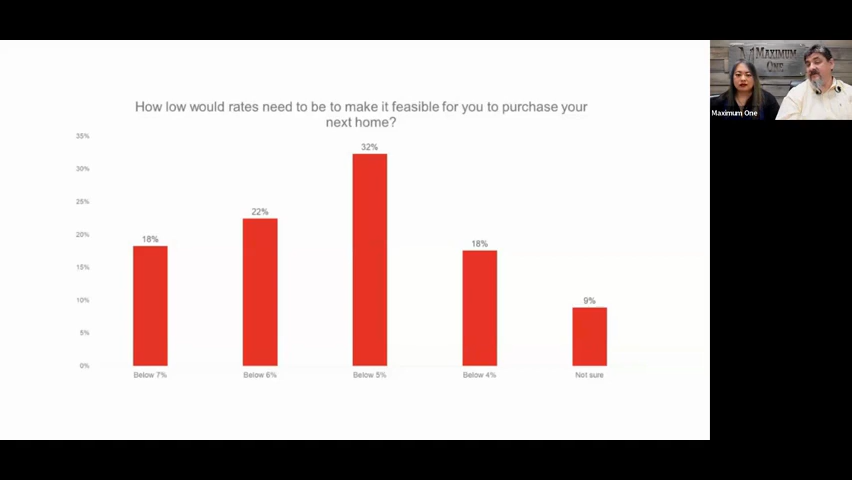 How low would rates need to be to make it feasible for you to purchase your
next home?
35%
30%
25%
20%
15%
10%
5%
0%
18%
22%
32%
18%
9%
Below 7%
Below 6%
Below 5%
Below 4%
Not sure
MAXIMUM
ONE
Maximum One